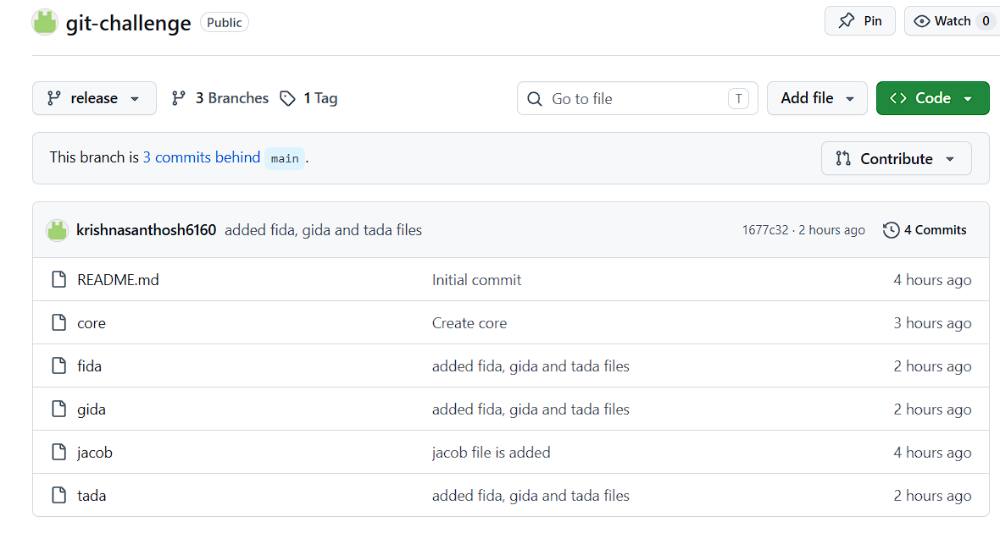 git-challenge Public Pin Watch 0
release 3 Branches 1 Tag Go to file T Add file Code
This branch is 3 commits behind main . Contribute
krishnasanthosh6160 added fida, gida and tada files 1677c32 · 2 hours ago 4 Commits
README.md Initial commit 4 hours ago
core Create core 3 hours ago
fida added fida, gida and tada files 2 hours ago
gida added fida, gida and tada files 2 hours ago
jacob jacob file is added 4 hours ago
tada added fida, gida and tada files 2 hours ago